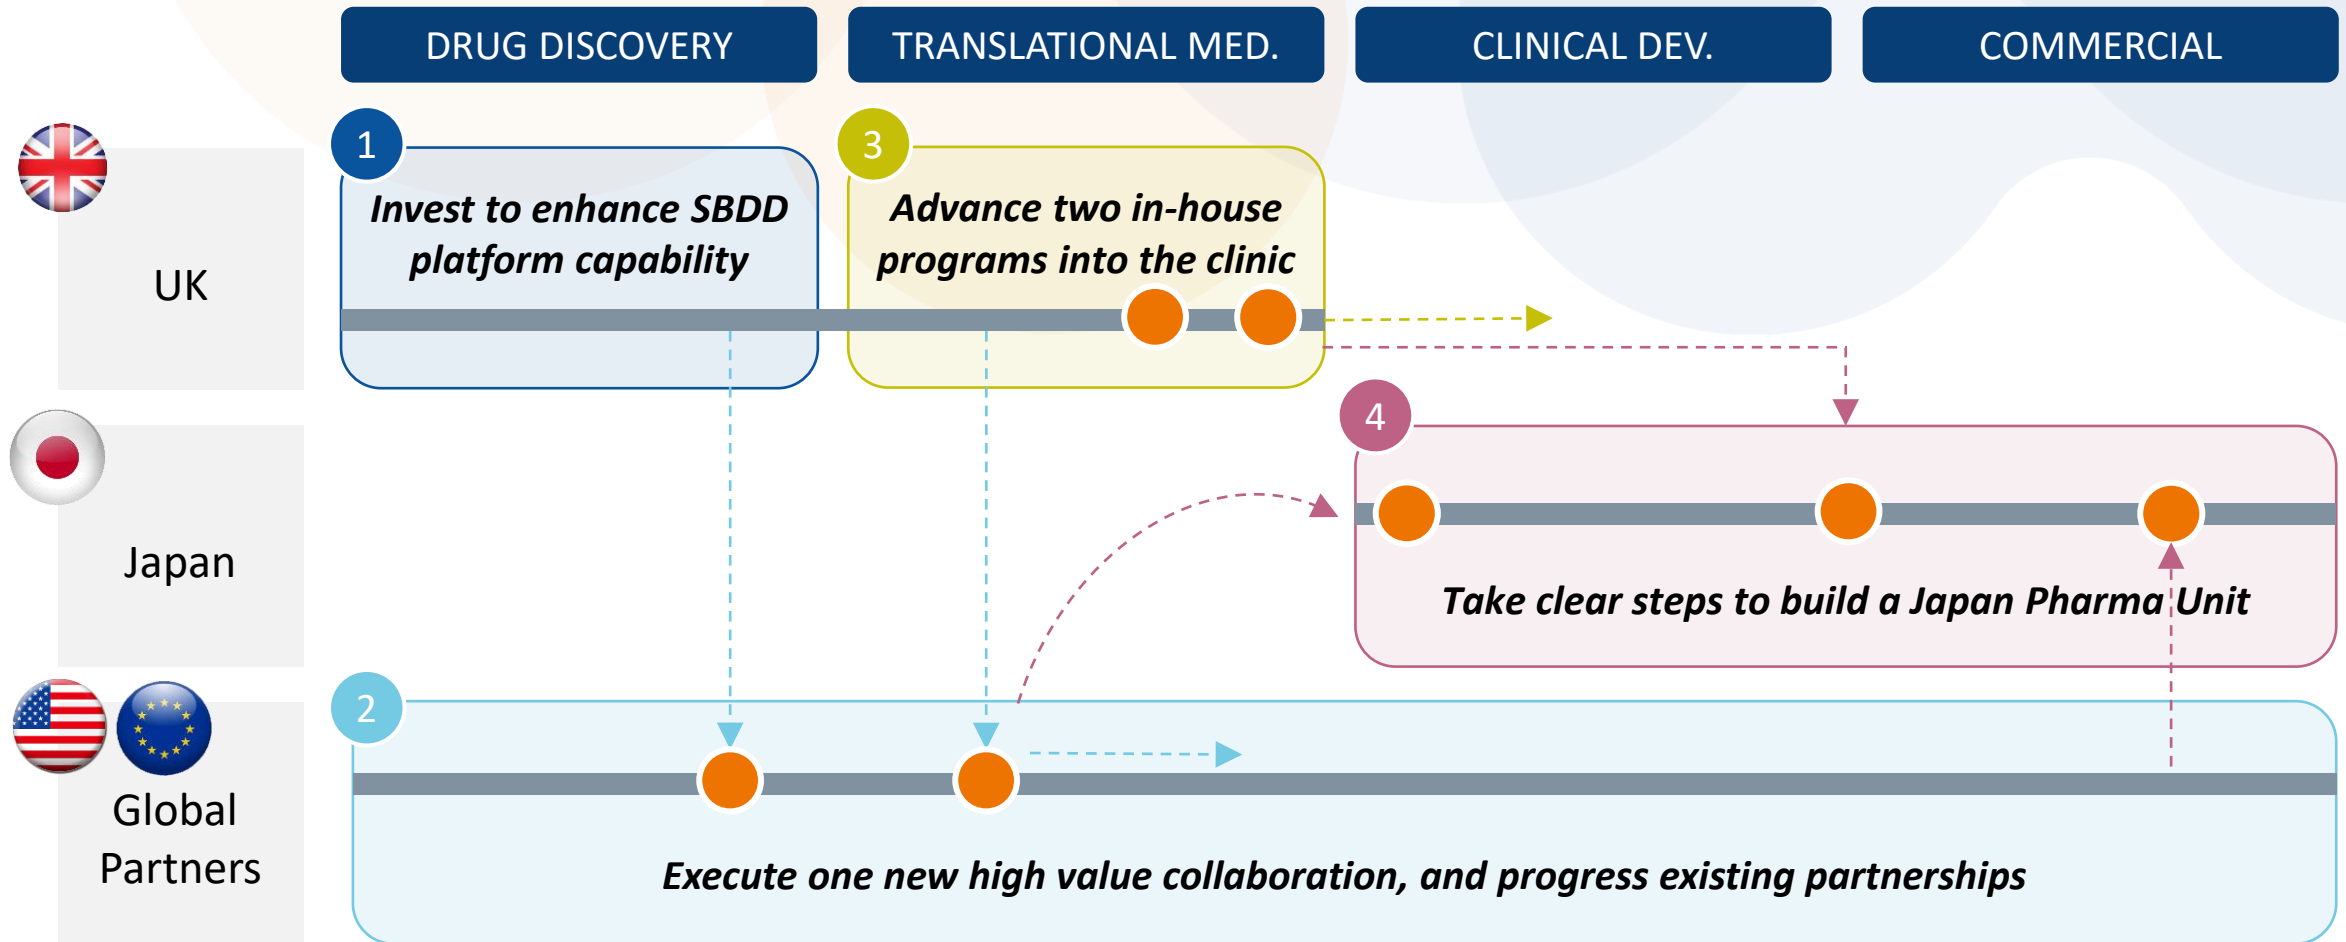 DRUG DISCOVERY
TRANSLATIONAL MED.
CLINICAL DEV.
COMMERCIAL
UK
1
Invest to enhance SBDD
platform capability
3
Advance two in-house
programs into the clinic
Japan
4
Take clear steps to build a Japan Pharma Unit
Global
Partners
2
Execute one new high value collaboration, and progress existing partnerships